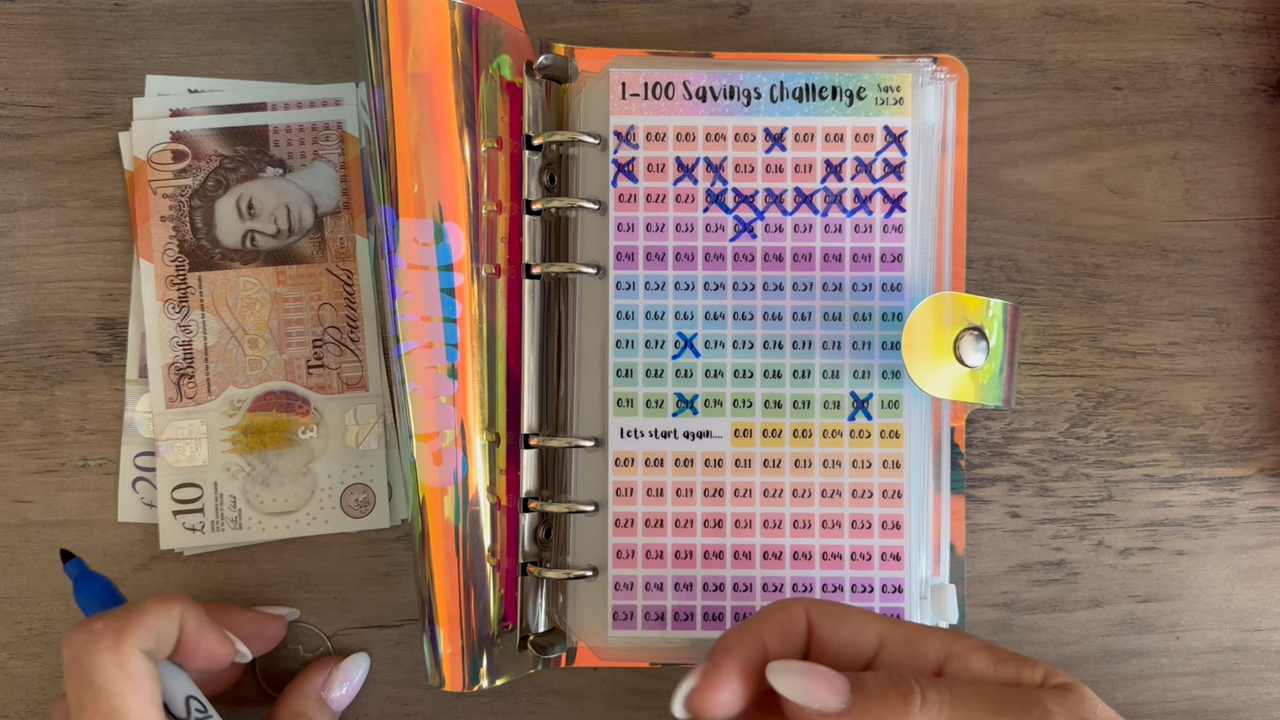 1-100 Savings Challenge
Save
151.50
0.01 0.02 0.03 0.04 0.05 0.06 0.07 0.08 0.09
0.11 0.12 0.13 0.14 0.15 0.16 0.17 0.18 0.19 0.20
0.21 0.22 0.23 0.24 0.25 0.26 0.27 0.28 0.29 0.30
0.31 0.32 0.33 0.34 0.35 0.36 0.37 0.38 0.39 0.40
0.41 0.42 0.43 0.44 0.45 0.46 0.47 0.48 0.49 0.50
0.51 0.52 0.53 0.54 0.55 0.56 0.57 0.58 0.59 0.60
0.61 0.62 0.63 0.64 0.65 0.66 0.67 0.68 0.69 0.70
0.71 0.72 0.73 0.74 0.75 0.76 0.77 0.78 0.79 0.80
0.81 0.82 0.83 0.84 0.85 0.86 0.87 0.88 0.89 0.90
0.91 0.92 0.93 0.94 0.95 0.96 0.97 0.98 0.99 1.00
Lets start again.... 0.01 0.02 0.03 0.04 0.05 0.06
0.07 0.08 0.09 0.10 0.11 0.12 0.13 0.14 0.15 0.16
0.17 0.18 0.19 0.20 0.21 0.22 0.23 0.24 0.25 0.26
0.27 0.28 0.29 0.30 0.31 0.32 0.33 0.34 0.35 0.36
0.37 0.38 0.39 0.40 0.41 0.42 0.43 0.44 0.45 0.46
0.47 0.48 0.49 0.50 0.51 0.52 0.53 0.54 0.55 0.56
0.57 0.58 0.59 0.60
10
Bank of England
Ten
Pounds
£10
£20